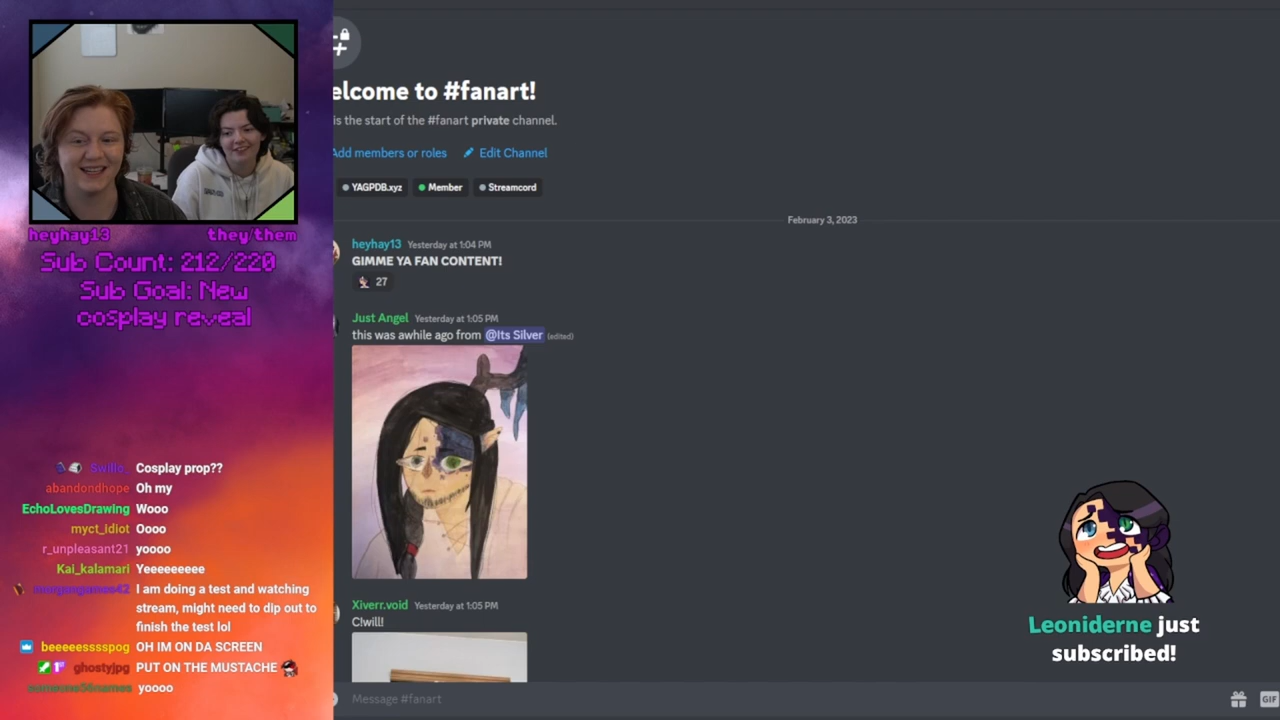 heyhay13 they/them
Sub Count: 212/220
Sub Goal: New
cosplay reveal
Swillo_ Cosplay prop??
abandondhope Oh my
EchoLovesDrawIng Wooo
myct_idiot Oooo
r_unpleasant21 yoooo
Kai_kalamari Yeeeeeeeee
I am doing a test and watching
stream, might need to dip out to
finish the test lol
beeeeesssspog OH IM ON DA SCREEN
ghostyjpg PUT ON THE MUSTACHE
yoooo
elcome to #fanart!
is the start of the #fanart private channel.
Add members or roles Edit Channel
YAGPDB.xyz Member Streamcord
February 3, 2023
heyhay13 Yesterday at 1:04 PM
GIMME YA FAN CONTENT!
27
Just Angel Yesterday at 1:05 PM
this was awhile ago from @Its Silver (edited)
Xiverr.void Yesterday at 1:05 PM
C!will!
Message #fanart
GIF
Leoniderne just
subscribed!